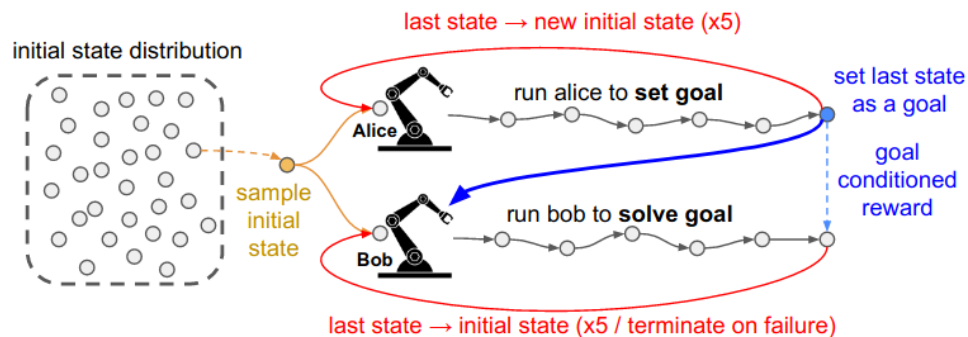 last state → new initial state (x5)
initial state distribution
run alice to set goal
Alice
set last state
as a goal
goal
conditioned
reward
sample
initial
state
run bob to solve goal
Bob
last state → initial state (x5 / terminate on failure)